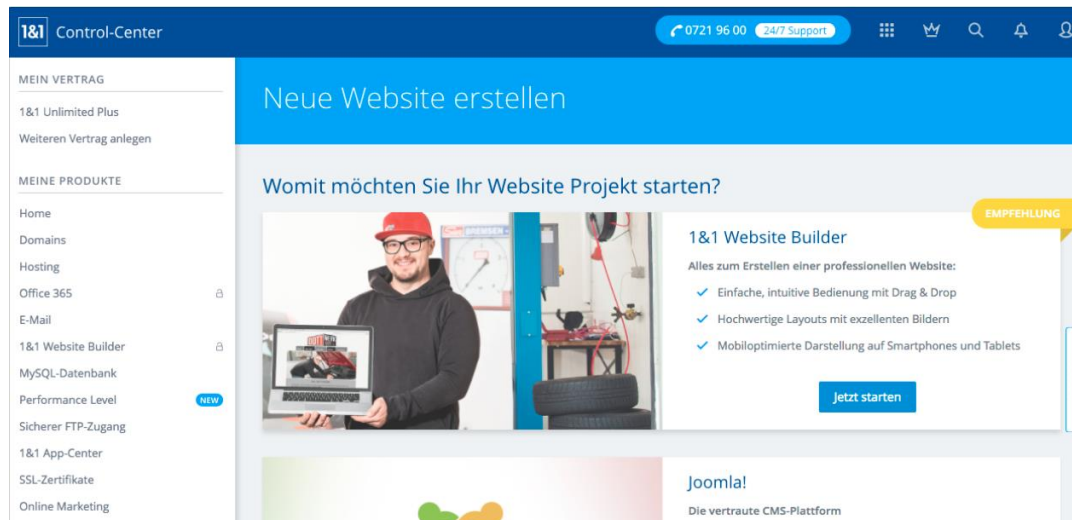 1&1 Control-Center
0721 96 00 24/7 Support
MEIN VERTRAG
1&1 Unlimited Plus
Weiteren Vertrag anlegen
MEINE PRODUKTE
Home
Domains
Hosting
Office 365
E-Mail
1&1 Website Builder
MySQL-Datenbank
Performance Level NEW
Sicherer FTP-Zugang
1&1 App-Center
SSL-Zertifikate
Online Marketing
Neue Website erstellen
Womit möchten Sie Ihr Website Projekt starten?
BREMSEN
EMPFEHLUNG
1&1 Website Builder
Alles zum Erstellen einer professionellen Website:
Einfache, intuitive Bedienung mit Drag & Drop
Hochwertige Layouts mit exzellenten Bildern
Mobiloptimierte Darstellung auf Smartphones und Tablets
Jetzt starten
Joomla!
Die vertraute CMS-Plattform